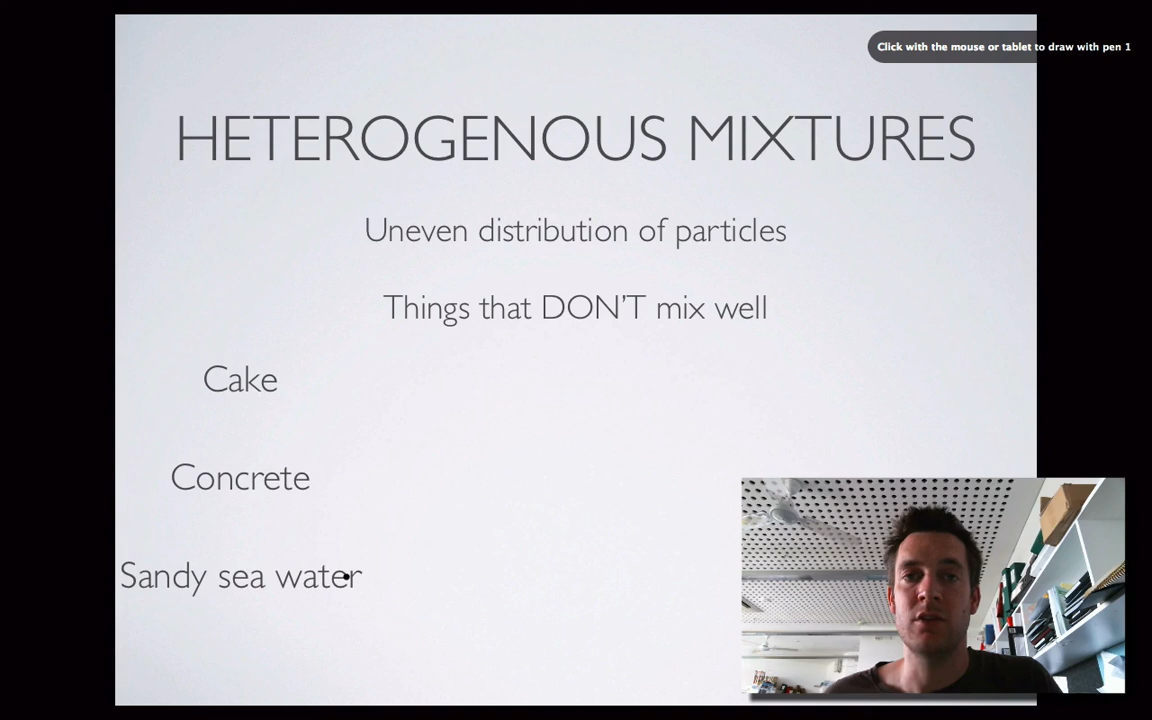 Click with the mouse or tablet to draw with pen 1
HETEROGENOUS MIXTURES
Uneven distribution of particles
Things that DON'T mix well
Cake
Concrete
Sandy sea water